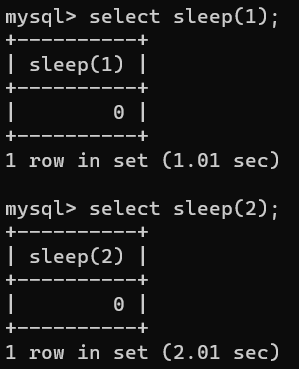 mysql> select sleep(1);
+----------+
| sleep(1) |
+----------+
|        0 |
+----------+
1 row in set (1.01 sec)

mysql> select sleep(2);
+----------+
| sleep(2) |
+----------+
|        0 |
+----------+
1 row in set (2.01 sec)